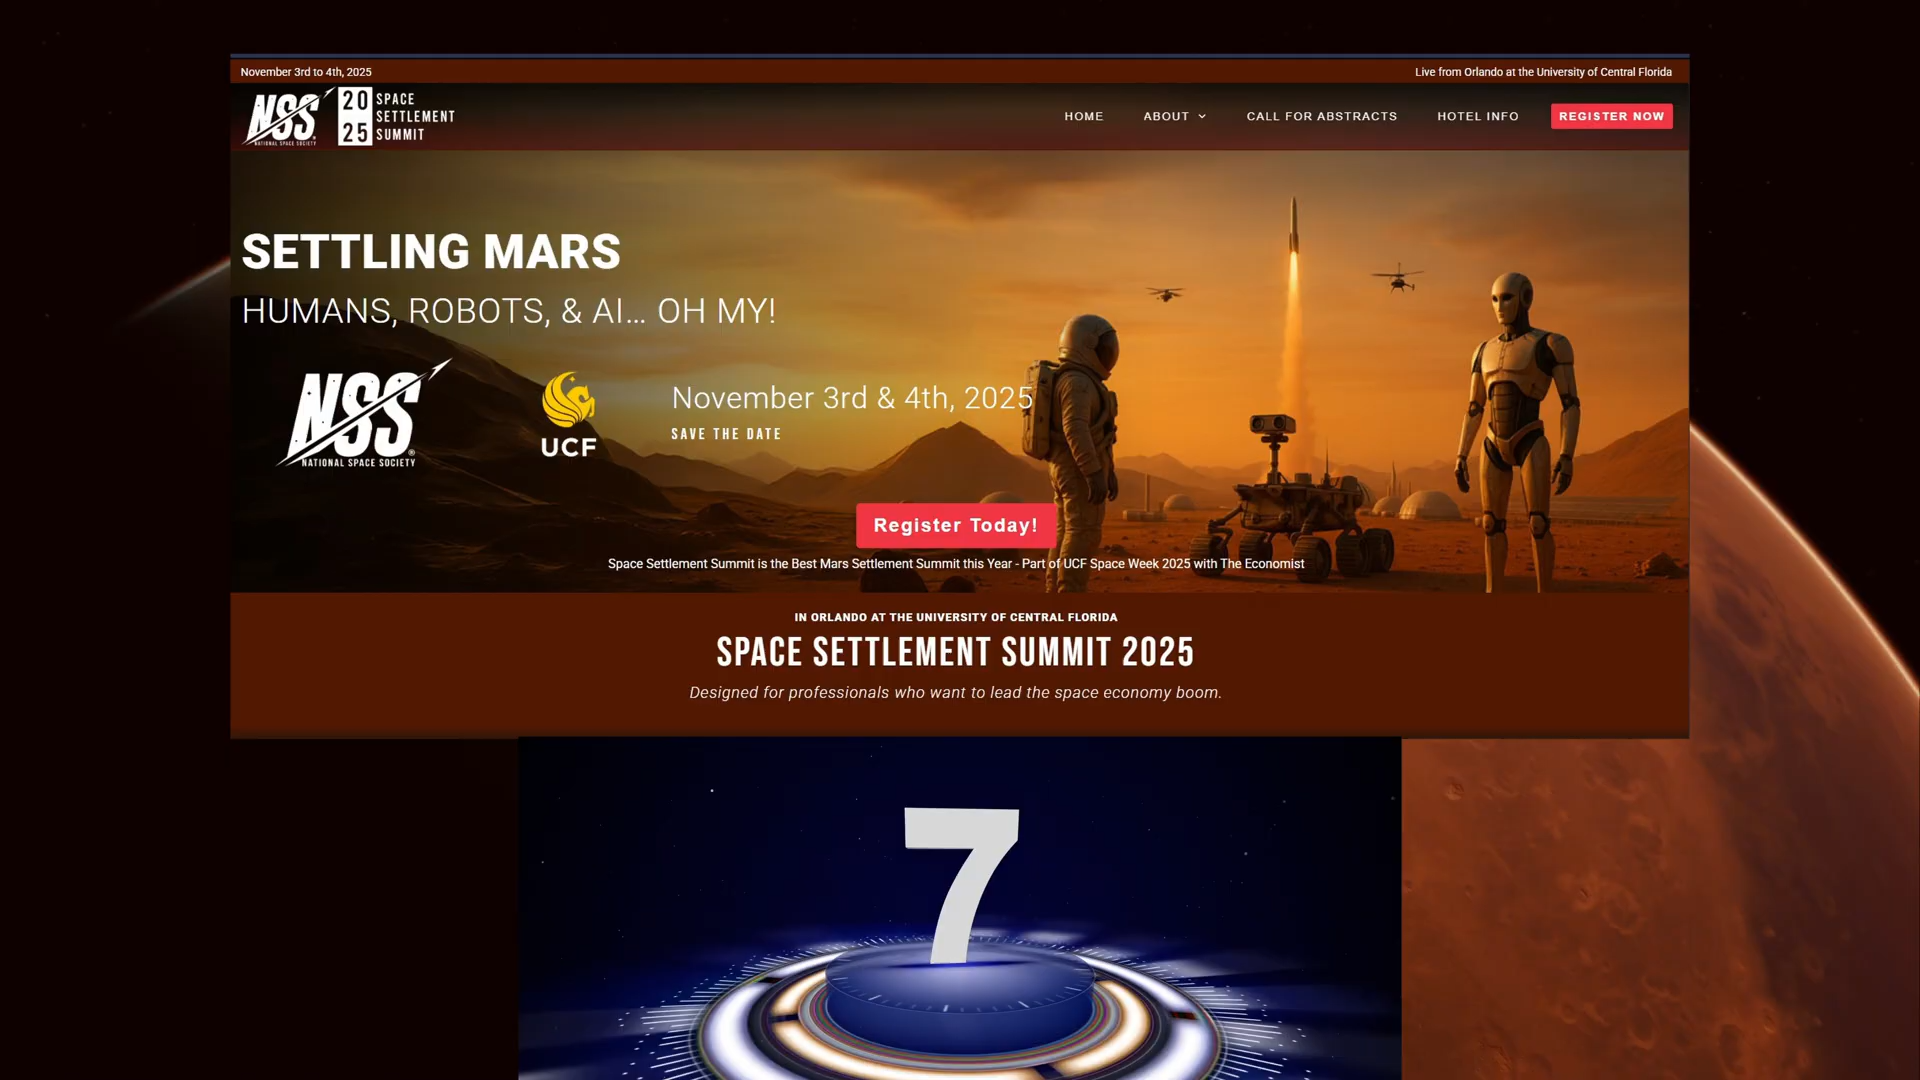 November 3rd to 4th, 2025
Live from Orlando at the University of Central Florida
NSS
NATIONAL SPACE SOCIETY
20
25
SPACE
SETTLEMENT
SUMMIT
HOME
ABOUT
CALL FOR ABSTRACTS
HOTEL INFO
REGISTER NOW
SETTLING MARS
HUMANS, ROBOTS, & AI... OH MY!
NSS®
NATIONAL SPACE SOCIETY
UCF
November 3rd & 4th, 2025
SAVE THE DATE
Register Today!
Space Settlement Summit is the Best Mars Settlement Summit this Year - Part of UCF Space Week 2025 with The Economist
IN ORLANDO AT THE UNIVERSITY OF CENTRAL FLORIDA
SPACE SETTLEMENT SUMMIT 2025
Designed for professionals who want to lead the space economy boom.
7